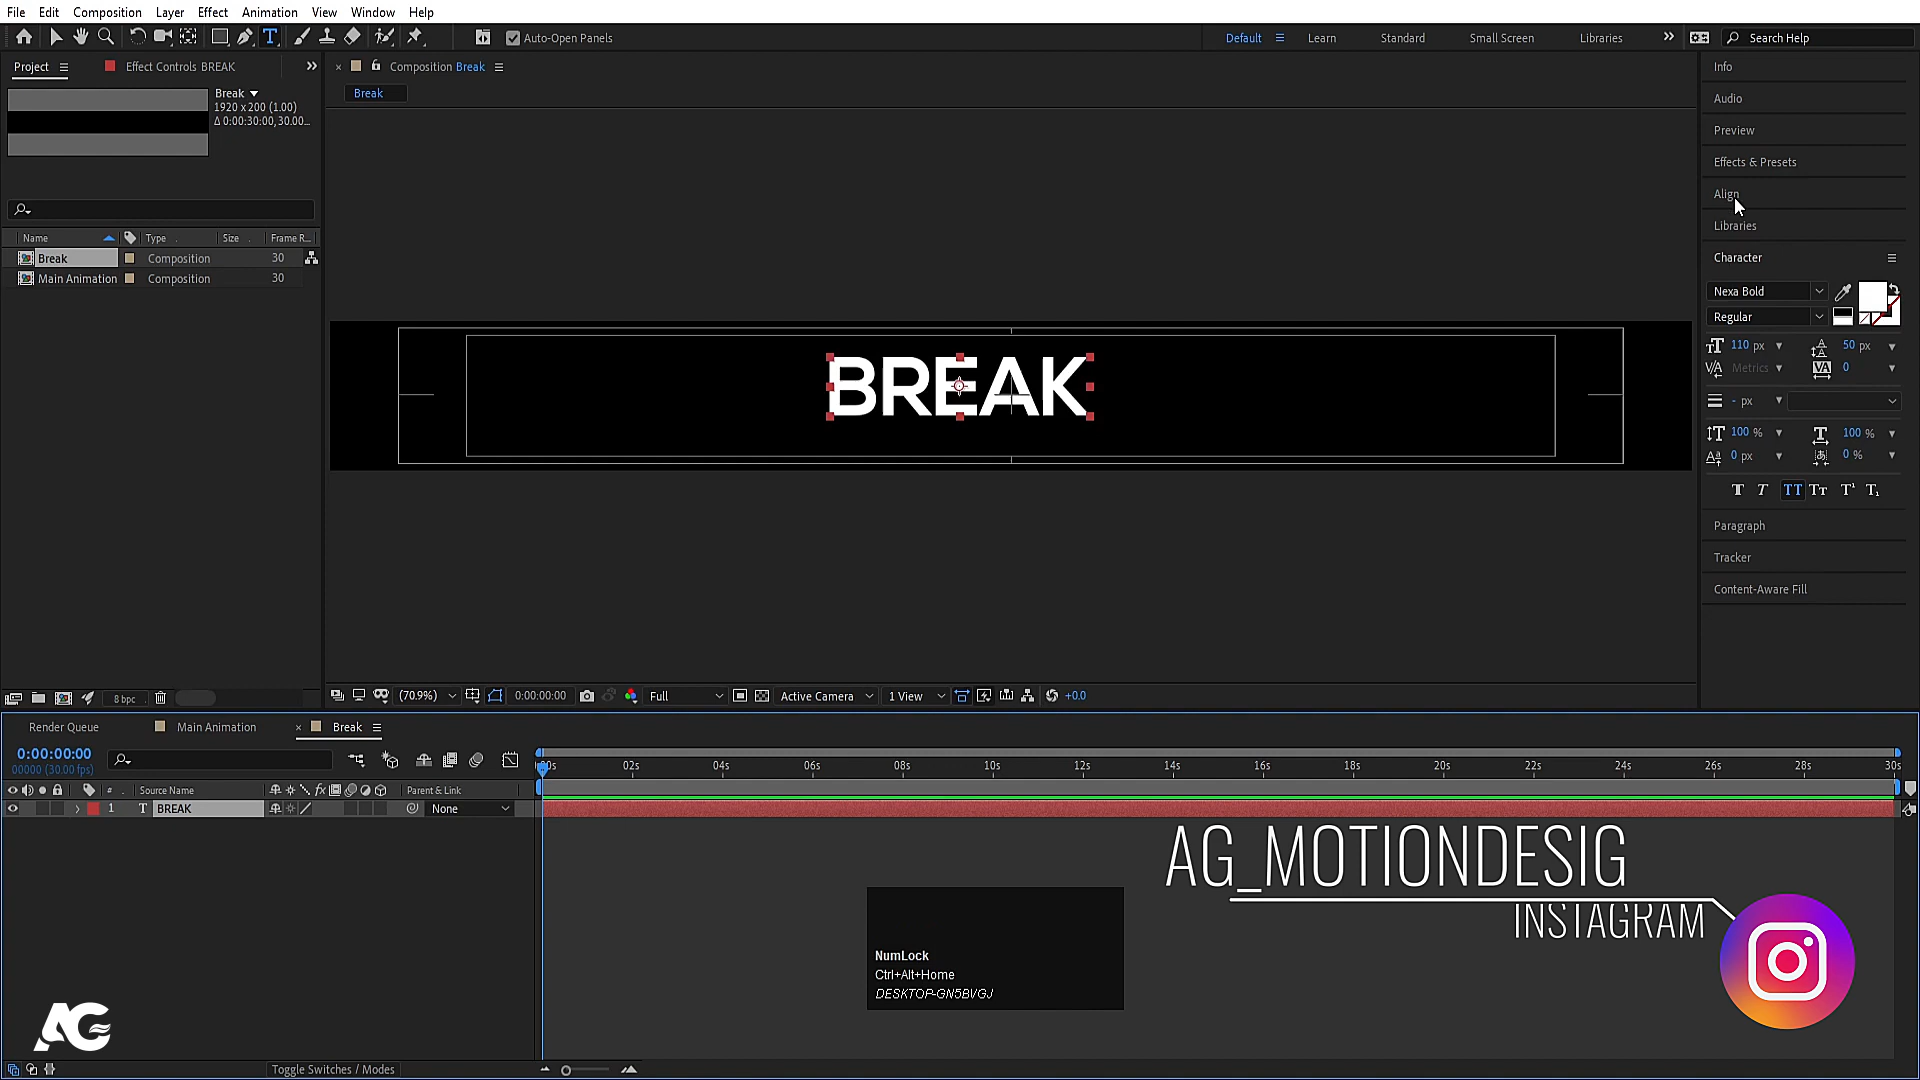 File Edit Composition Layer Effect Animation View Window Help
Auto-Open Panels Default Learn Standard Small Screen Libraries Search Help
Project Effect Controls BREAK
Composition Break
Break
Break
1920 x 200 (1.00)
Δ 0:00:30:00, 30.00...
Name Type Size Frame R...
Break Composition 30
Main Animation Composition 30
BREAK
Info
Audio
Preview
Effects & Presets
Align
Libraries
Character
Nexa Bold
Regular
110 px 50 px
Metrics 0
- px
100 % 100 %
0 px 0 %
Paragraph
Tracker
Content-Aware Fill
8 bpc
(70.9%) 0:00:00:00 Full Active Camera 1 View +0.0
Render Queue Main Animation Break
0:00:00:00
00000 (30.00 fps)
02s 04s 06s 08s 10s 12s 14s 16s 18s 20s 22s 24s 26s 28s 30s
# Source Name Parent & Link
1 T BREAK None
AG_MOTIONDESIG
INSTAGRAM
NumLock
Ctrl+Alt+Home
DESKTOP-GN5BVGJ
AG
Toggle Switches / Modes